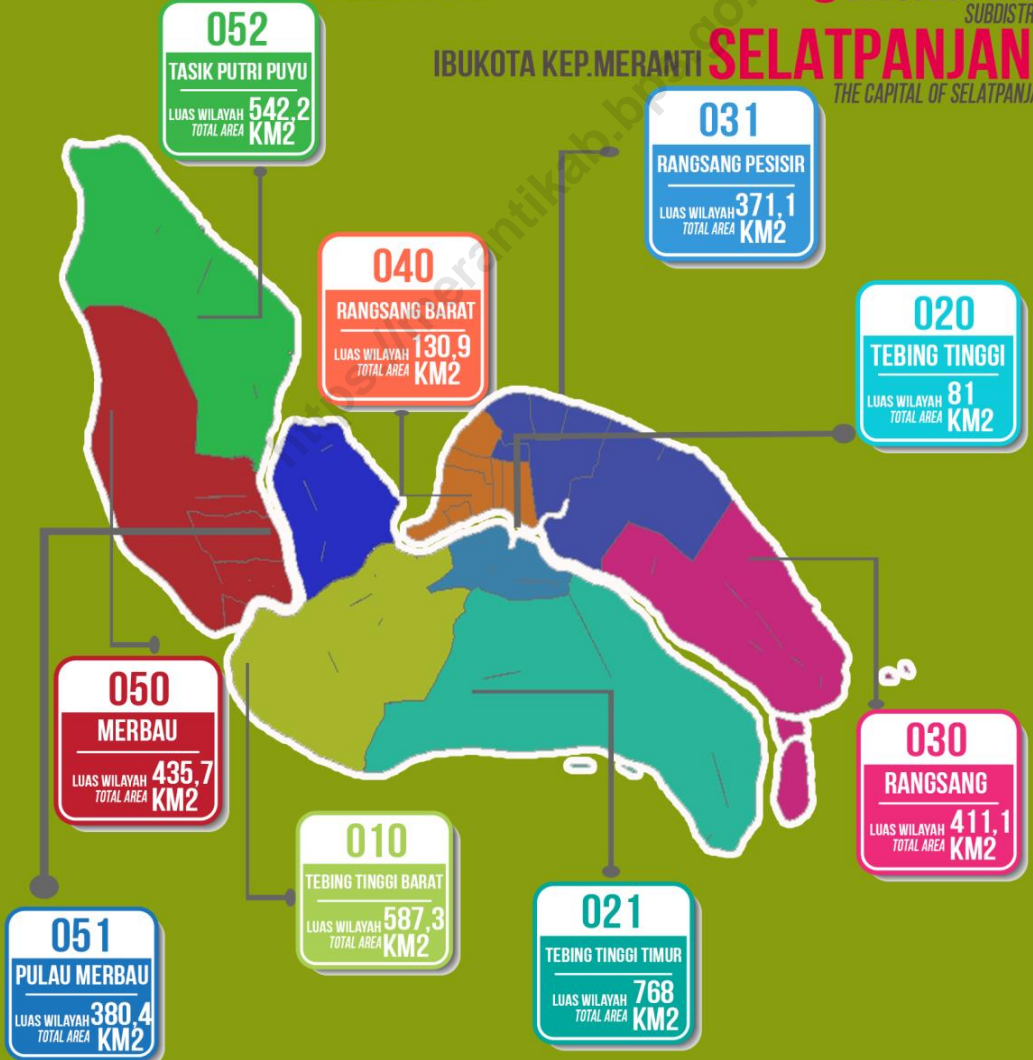 SUBDISTR
IBUKOTA KEP.MERANTI SELATPANJAN
THE CAPITAL OF SELATPANJA
052
TASIK PUTRI PUYU
LUAS WILAYAH 542,2
TOTAL AREA KM2
031
RANGSANG PESISIR
LUAS WILAYAH 371,1
TOTAL AREA KM2
040
RANGSANG BARAT
LUAS WILAYAH 130,9
TOTAL AREA KM2
020
TEBING TINGGI
LUAS WILAYAH 81
TOTAL AREA KM2
050
MERBAU
LUAS WILAYAH 435,7
TOTAL AREA KM2
030
RANGSANG
LUAS WILAYAH 411,1
TOTAL AREA KM2
010
TEBING TINGGI BARAT
LUAS WILAYAH 587,3
TOTAL AREA KM2
021
TEBING TINGGI TIMUR
LUAS WILAYAH 768
TOTAL AREA KM2
051
PULAU MERBAU
LUAS WILAYAH 380,4
TOTAL AREA KM2
https://merantikab.bps.go.